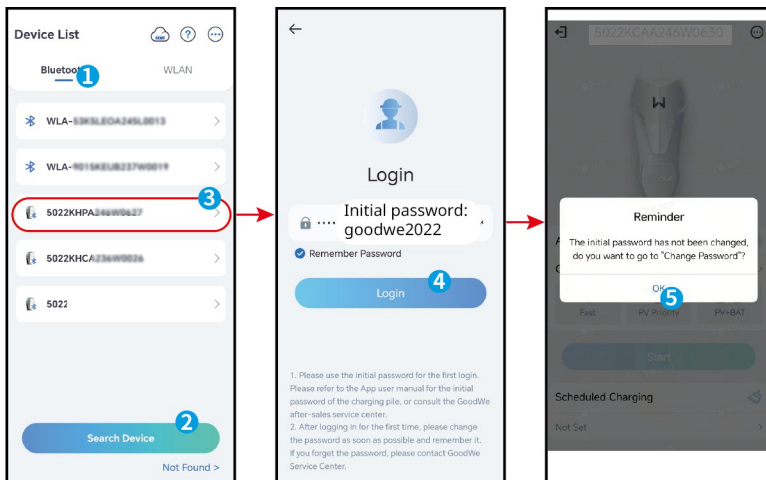 Device List
SEMS
Bluetoo
1
WLAN
WLA-
WLA-
5022KHPA
3
5022KHCA
5022
Search Device
2
Not Found >
Login
Initial password:
goodwe2022
Remember Password
4
Login
1. Please use the initial password for the first login.
Please refer to the App user manual for the initial
password of the charging pile, or consult the GoodWe
after-sales service center.
2. After logging in for the first time, please change
the password as soon as possible and remember it.
If you forget the password, please contact GoodWe
Service Center.
5022KCAA246W0630
Reminder
The initial password has not been changed,
do you want to go to "Change Password"?
OK
5
Fast
PV Priority
PV+BAT
Start
Scheduled Charging
Not Set